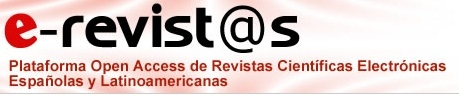 e-revist@s
Plataforma Open Access de Revistas Científicas Electrónicas
Españolas y Latinoamericanas